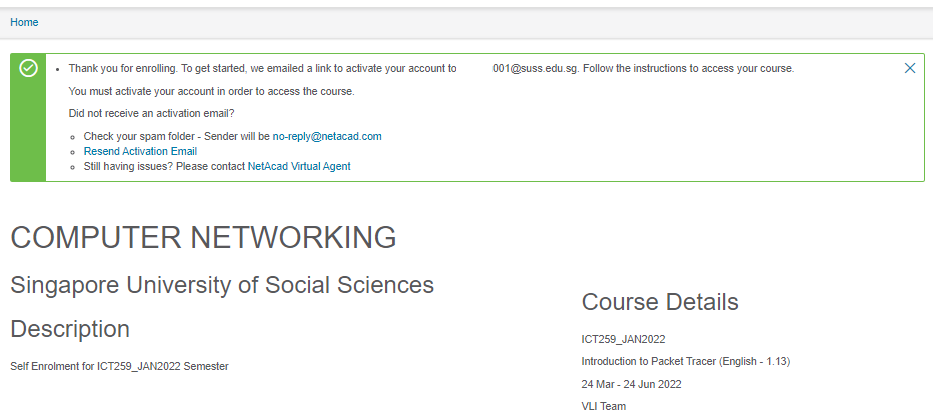 Home
Thank you for enrolling. To get started, we emailed a link to activate your account to 001@suss.edu.sg. Follow the instructions to access your course.
You must activate your account in order to access the course.
Did not receive an activation email?
Check your spam folder - Sender will be no-reply@netacad.com
Resend Activation Email
Still having issues? Please contact NetAcad Virtual Agent
COMPUTER NETWORKING
Singapore University of Social Sciences
Description
Self Enrolment for ICT259_JAN2022 Semester
Course Details
ICT259_JAN2022
Introduction to Packet Tracer (English - 1.13)
24 Mar - 24 Jun 2022
VLI Team